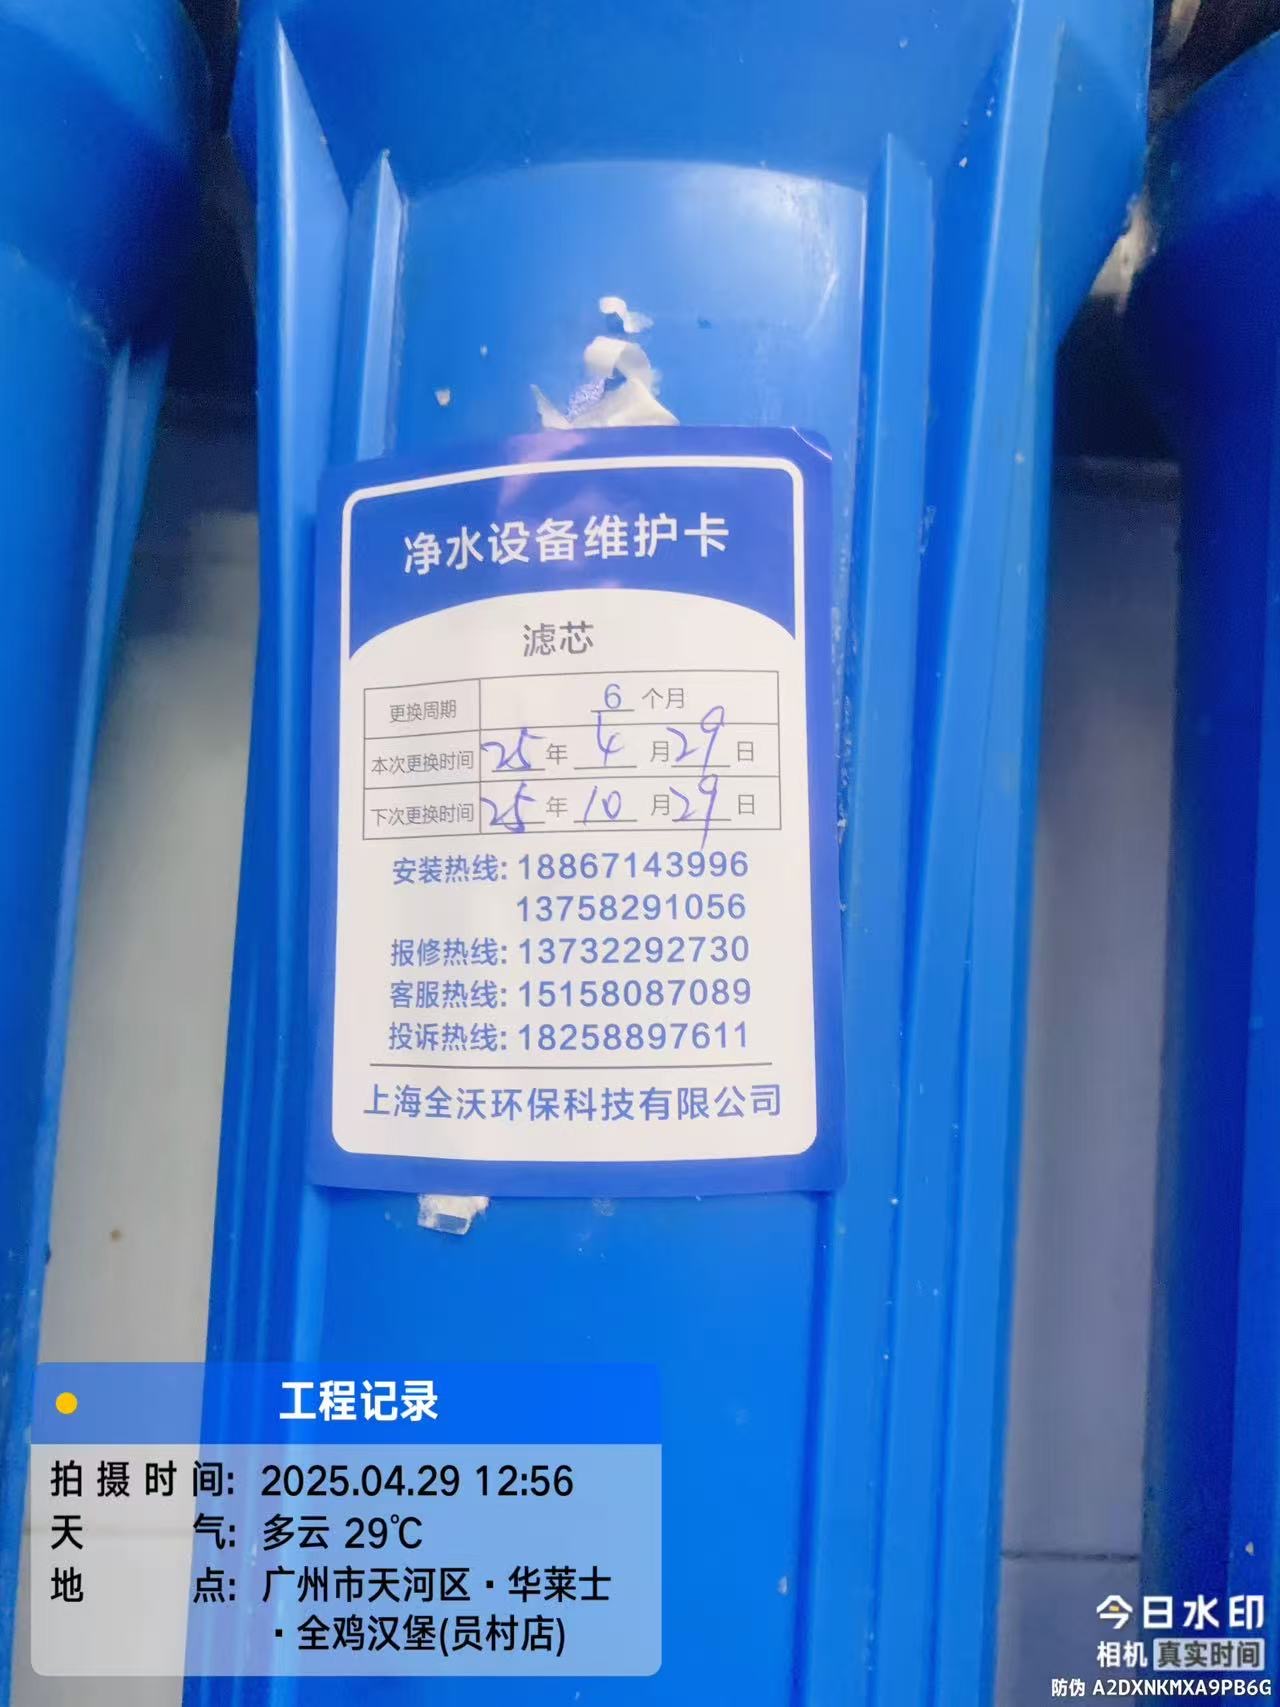 净水设备维护卡
滤芯
更换周期 6 个月
本次更换时间 25 年 4 月 29 日
下次更换时间 25 年 10 月 29 日
安装热线: 18867143996
13758291056
报修热线: 13732292730
客服热线: 15158087089
投诉热线: 18258897611
上海全沃环保科技有限公司
工程记录
拍摄时间: 2025.04.29 12:56
天气: 多云 29℃
地点: 广州市天河区·华莱士
·全鸡汉堡(员村店)
今日水印
相机 真实时间
防伪 A2DXNKMXA9PB6G